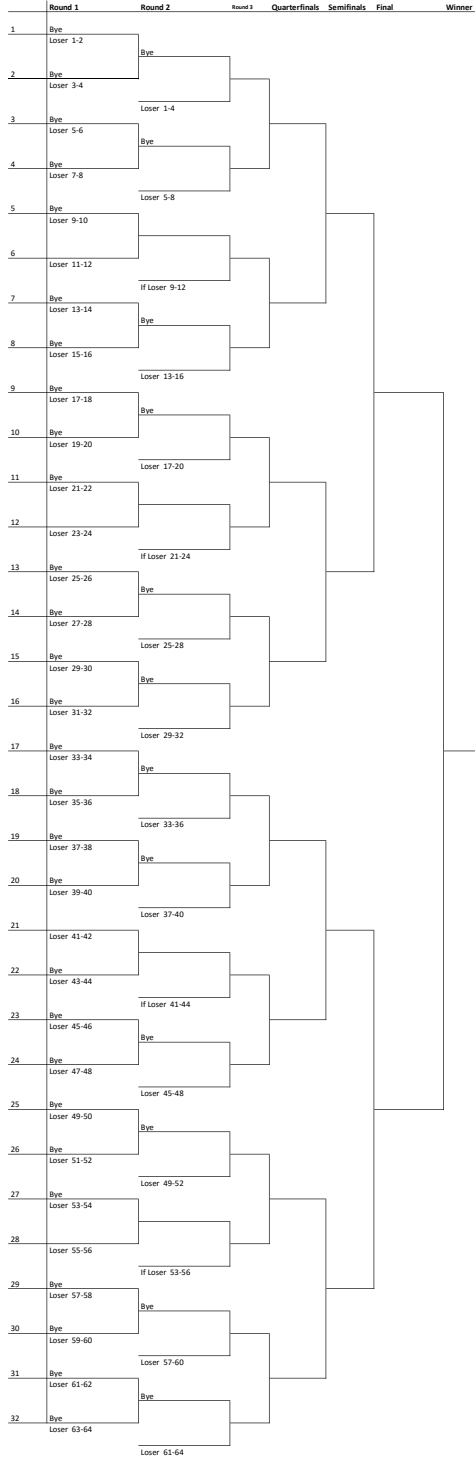 Round 1 Round 2 Round 3 Quarterfinals Semifinals Final Winner
1 Bye
Loser 1-2
Bye
2 Bye
Loser 3-4
Loser 1-4
3 Bye
Loser 5-6
Bye
4 Bye
Loser 7-8
Loser 5-8
5 Bye
Loser 9-10
6
Loser 11-12
If Loser 9-12
7 Bye
Loser 13-14
Bye
8 Bye
Loser 15-16
Loser 13-16
9 Bye
Loser 17-18
Bye
10 Bye
Loser 19-20
Loser 17-20
11 Bye
Loser 21-22
12
Loser 23-24
If Loser 21-24
13 Bye
Loser 25-26
Bye
14 Bye
Loser 27-28
Loser 25-28
15 Bye
Loser 29-30
Bye
16 Bye
Loser 31-32
Loser 29-32
17 Bye
Loser 33-34
Bye
18 Bye
Loser 35-36
Loser 33-36
19 Bye
Loser 37-38
Bye
20 Bye
Loser 39-40
Loser 37-40
21
Loser 41-42
22 Bye
Loser 43-44
If Loser 41-44
23 Bye
Loser 45-46
Bye
24 Bye
Loser 47-48
Loser 45-48
25 Bye
Loser 49-50
Bye
26 Bye
Loser 51-52
Loser 49-52
27 Bye
Loser 53-54
28
Loser 55-56
If Loser 53-56
29 Bye
Loser 57-58
Bye
30 Bye
Loser 59-60
Loser 57-60
31 Bye
Loser 61-62
Bye
32 Bye
Loser 63-64
Loser 61-64